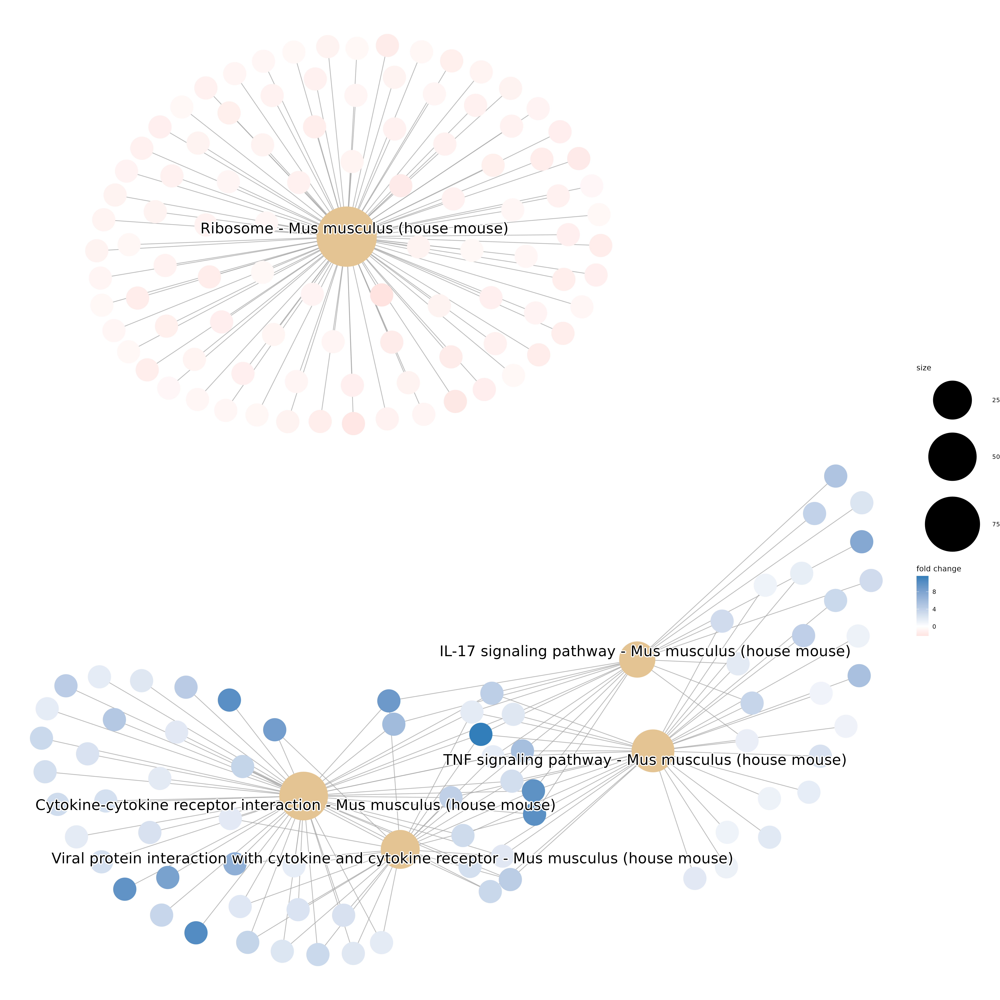 Ribosome - Mus musculus (house mouse)
size
25
50
75
fold change
8
4
0
IL-17 signaling pathway - Mus musculus (house mouse)
TNF signaling pathway - Mus musculus (house mouse)
Cytokine-cytokine receptor interaction - Mus musculus (house mouse)
Viral protein interaction with cytokine and cytokine receptor - Mus musculus (house mouse)